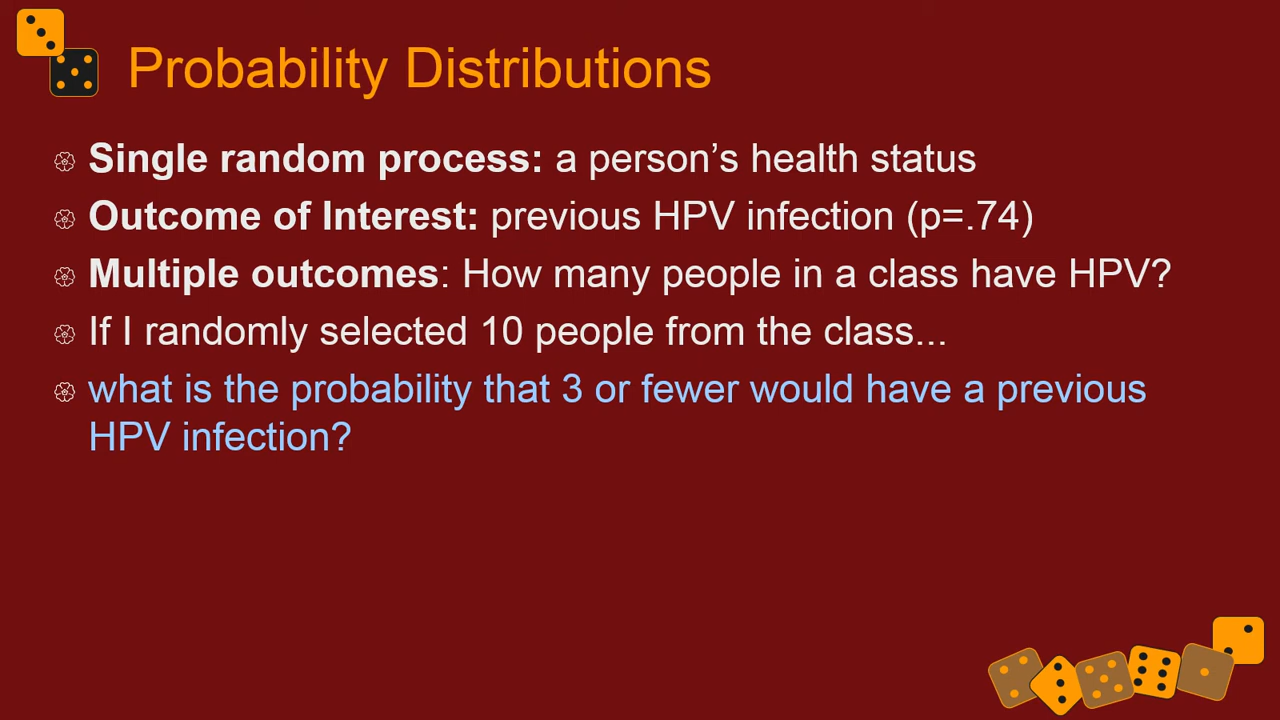 Probability Distributions
Single random process: a person’s health status
Outcome of Interest: previous HPV infection (p=.74)
Multiple outcomes: How many people in a class have HPV?
If I randomly selected 10 people from the class...
what is the probability that 3 or fewer would have a previous
HPV infection?